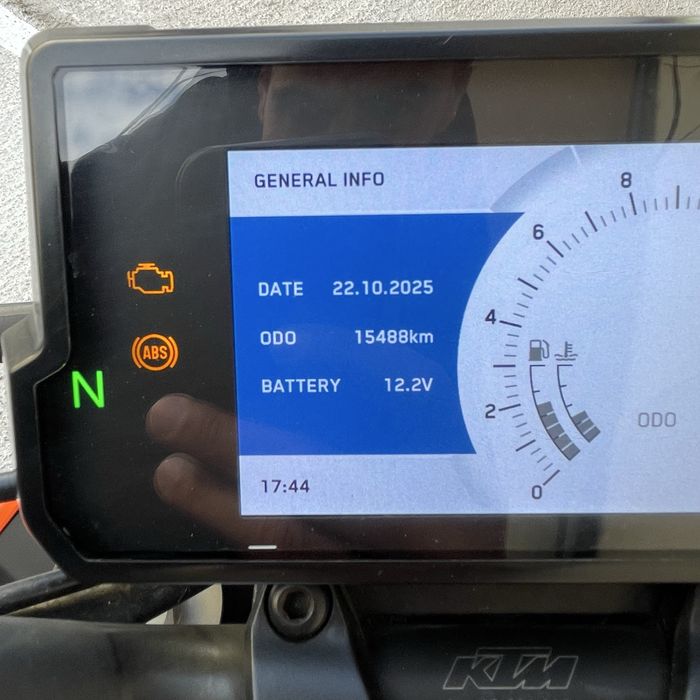 GENERAL INFO
8
6
DATE 22.10.2025
4
ODO 15488km
ABS
N
BATTERY 12.2V
2
ODO
17:44
0
KTM